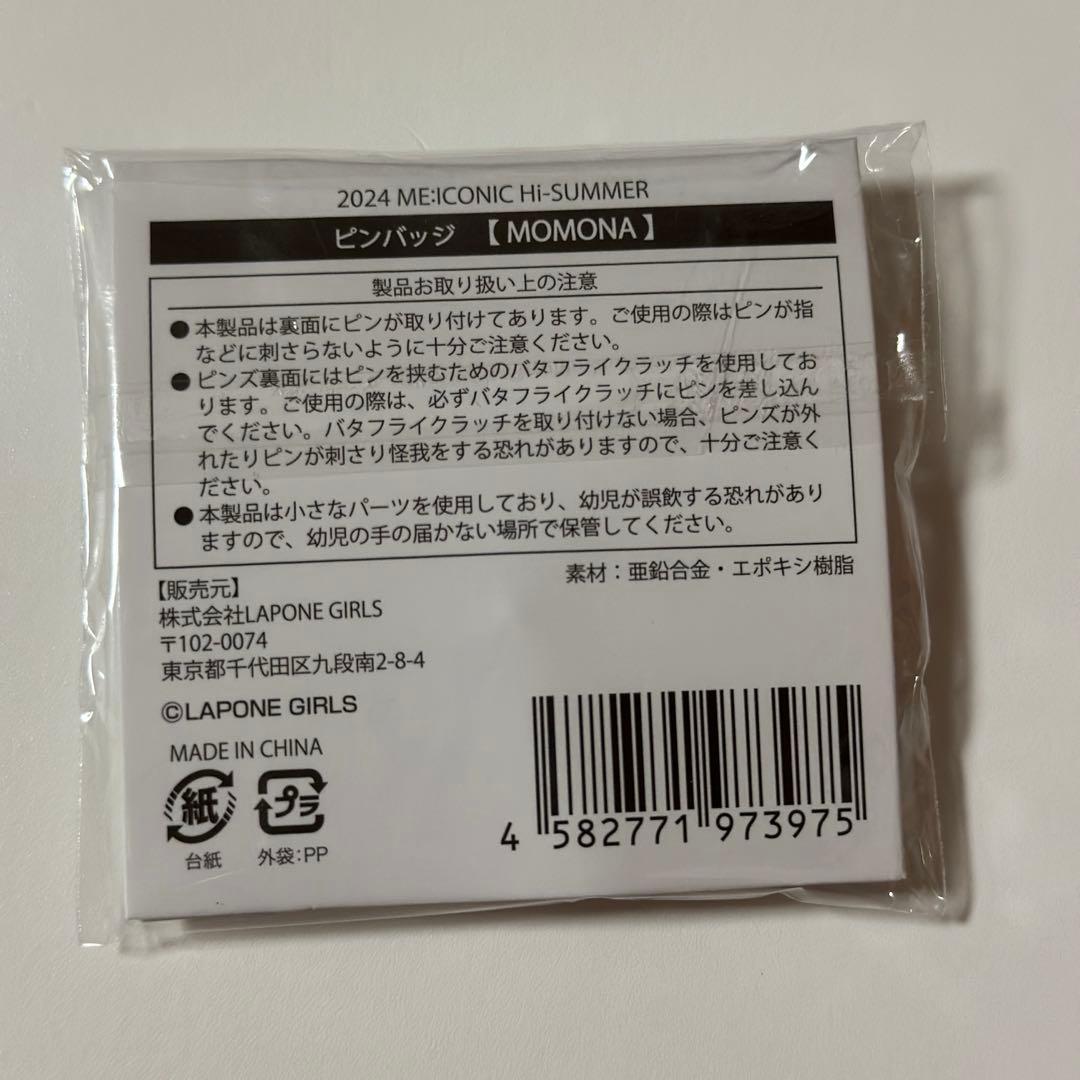 2024 ME:ICONIC Hi-SUMMER
ピンバッジ 【 MOMONA 】
製品お取り扱い上の注意
● 本製品は裏面にピンが取り付けてあります。ご使用の際はピンが指
などに刺さらないように十分ご注意ください。
● ピンズ裏面にはピンを挟むためのバタフライクラッチを使用してお
ります。ご使用の際は、必ずバタフライクラッチにピンを差し込ん
でください。バタフライクラッチを取り付けない場合、ピンズが外
れたりピンが刺さり怪我をする恐れがありますので、十分ご注意く
ださい。
● 本製品は小さなパーツを使用しており、幼児が誤飲する恐れがあり
ますので、幼児の手の届かない場所で保管してください。
素材：亜鉛合金・エポキシ樹脂
【販売元】
株式会社LAPONE GIRLS
〒102-0074
東京都千代田区九段南2-8-4
©LAPONE GIRLS
MADE IN CHINA
紙 プラ
台紙 外袋：PP
4 582771 973975